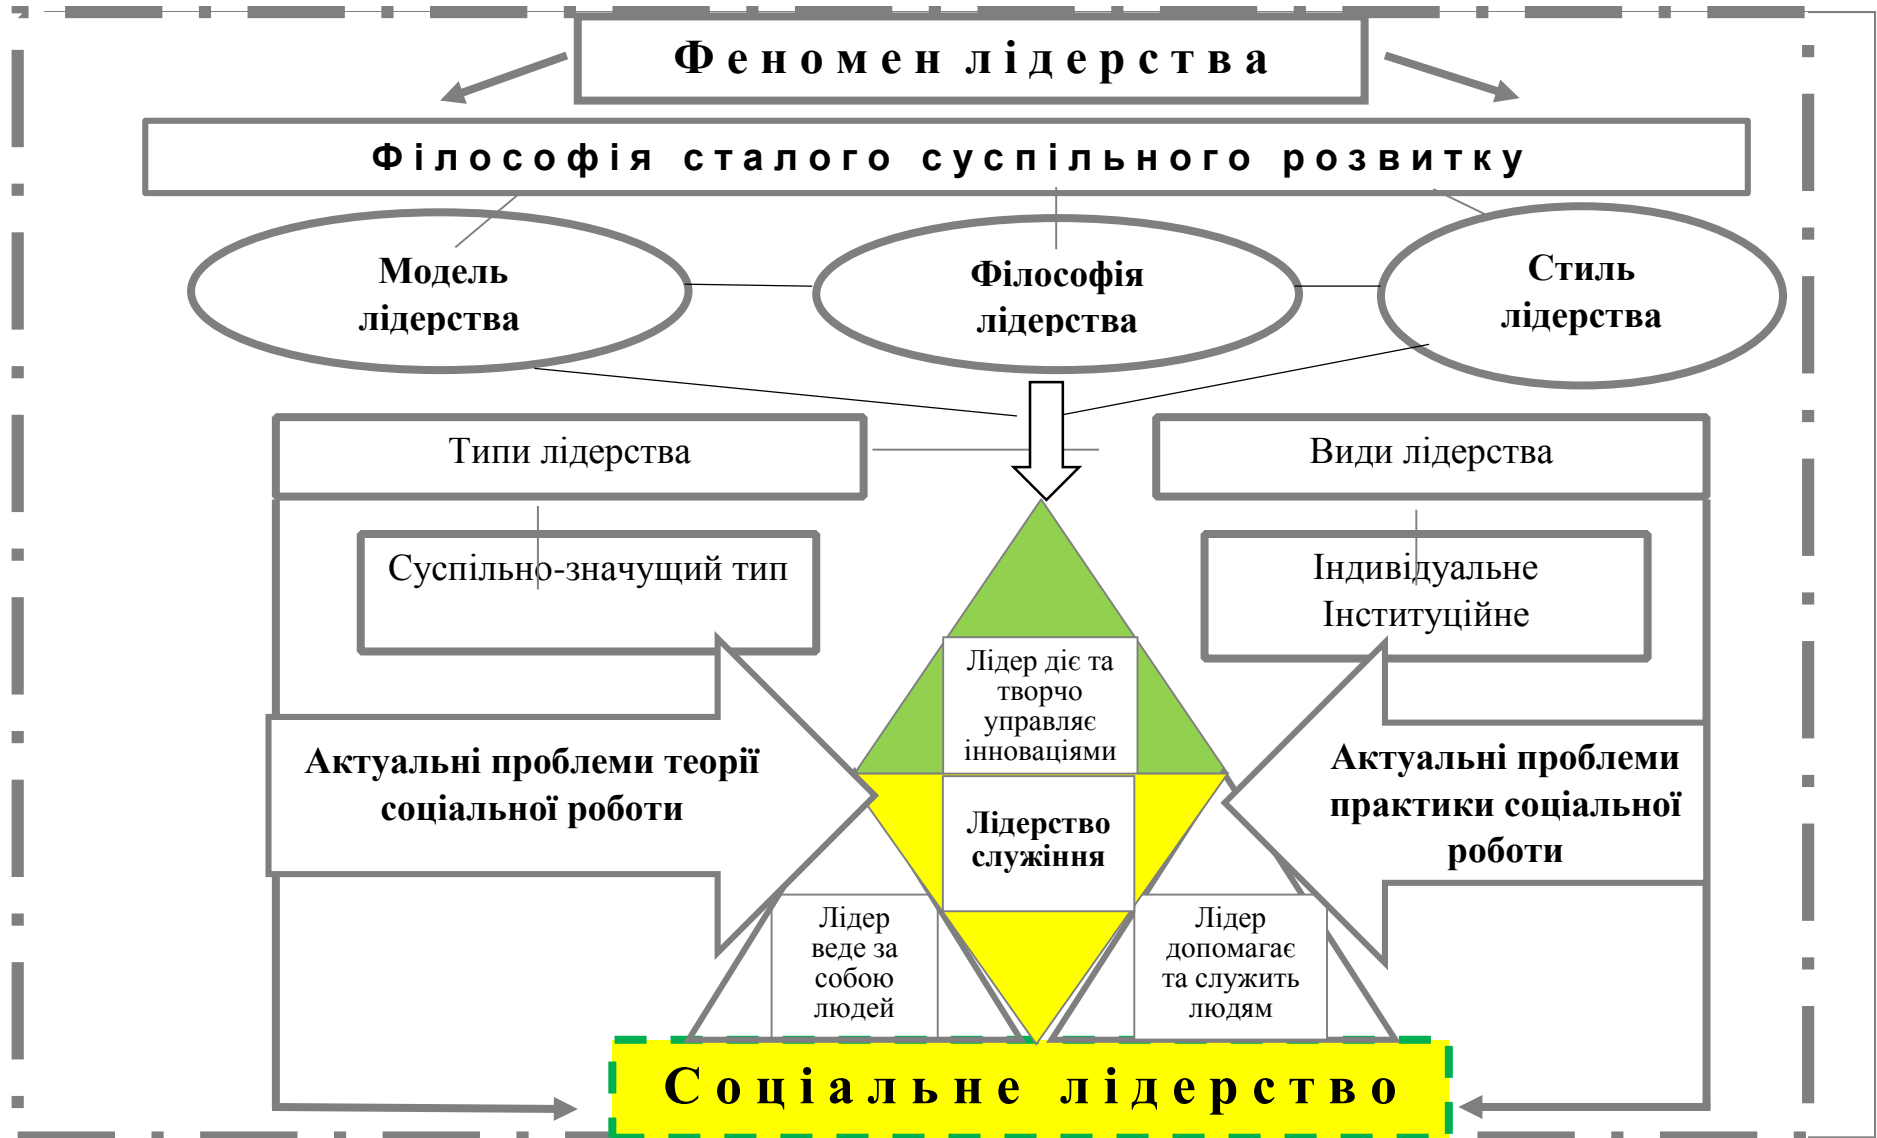 Феномен лідерства
Філософія сталого суспільного розвитку
Модель
лідерства
Філософія
лідерства
Стиль
лідерства
Типи лідерства
Види лідерства
Суспільно-значущий тип
Індивідуальне
Інституційне
Лідер діє та
творчо
управляє
інноваціями
Актуальні проблеми теорії
соціальної роботи
Лідерство
служіння
Актуальні проблеми
практики соціальної
роботи
Лідер
веде за
собою
людей
Лідер
допомагає
та служить
людям
Соціальне лідерство